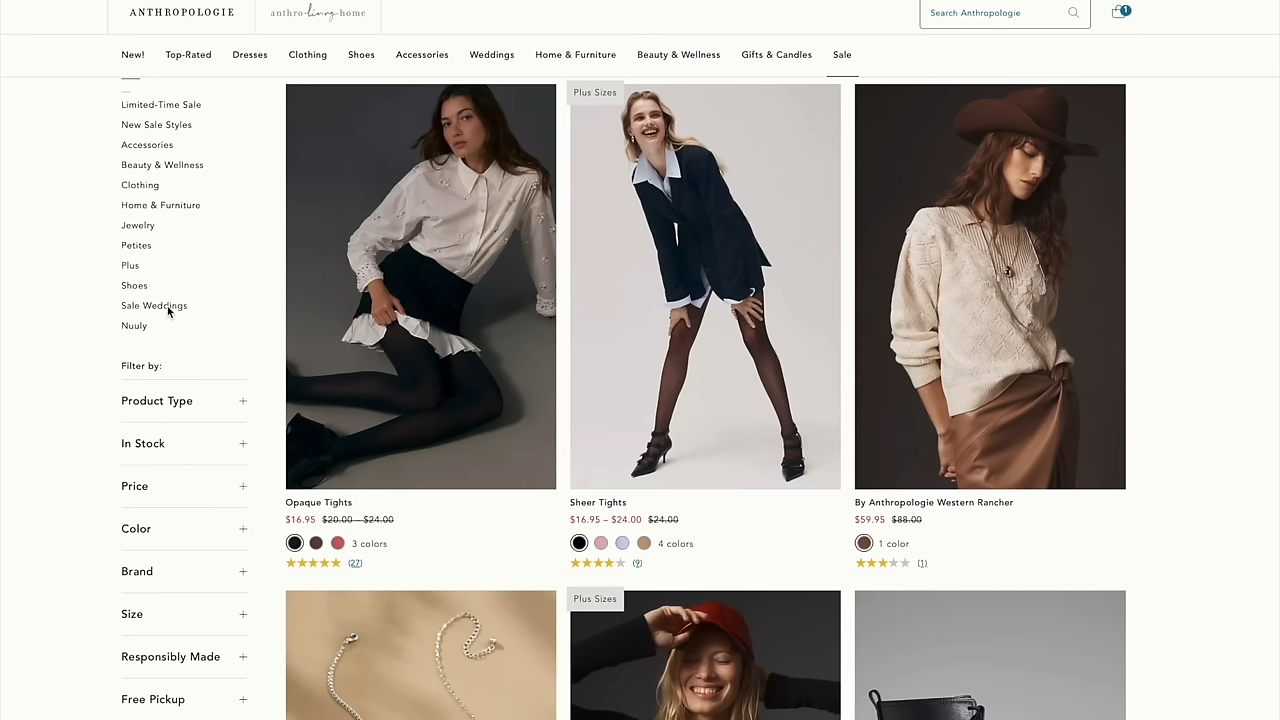 ANTHROPOLOGIE
anthro-living-home
Search Anthropologie
1
New!
Top-Rated
Dresses
Clothing
Shoes
Accessories
Weddings
Home & Furniture
Beauty & Wellness
Gifts & Candles
Sale
Limited-Time Sale
New Sale Styles
Accessories
Beauty & Wellness
Clothing
Home & Furniture
Jewelry
Petites
Plus
Shoes
Sale Weddings
Nuuly
Filter by:
Product Type
In Stock
Price
Color
Brand
Size
Responsibly Made
Free Pickup
Opaque Tights
$16.95 $20.00 – $24.00
3 colors
(27)
Plus Sizes
Sheer Tights
$16.95 – $24.00 $24.00
4 colors
(9)
By Anthropologie Western Rancher
$59.95 $88.00
1 color
(1)
Plus Sizes